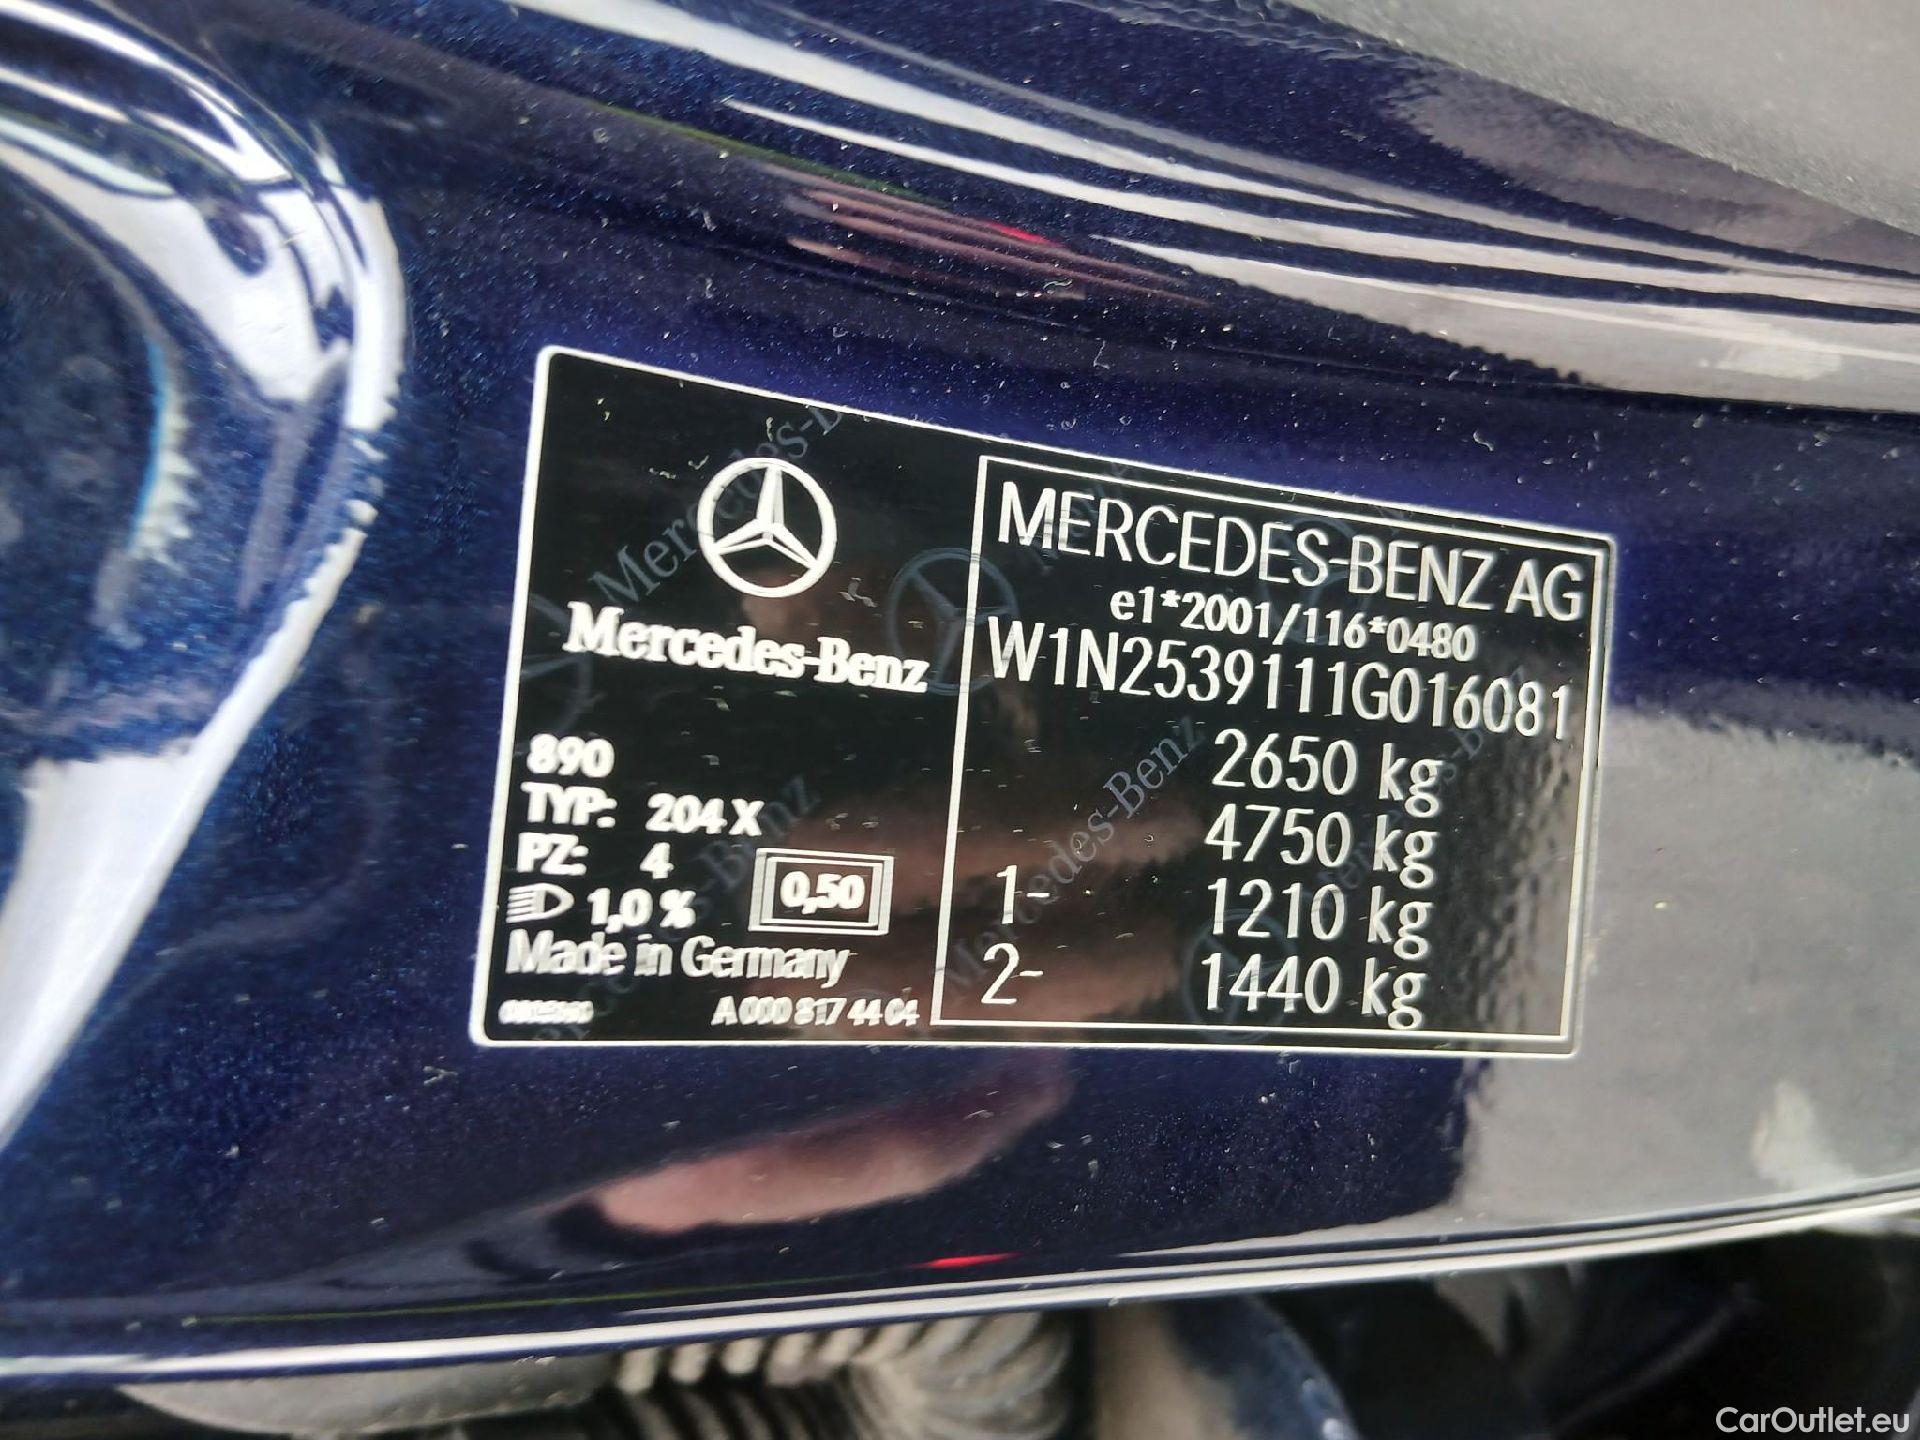 Mercedes-Benz
890
TYP: 204 X
PZ: 4
1,0 %
0,50
Made in Germany
A 000 817 44 04
MERCEDES-BENZ AG
e1*2001/116*0480
W1N2539111G016081
2650 kg
4750 kg
1- 1210 kg
2- 1440 kg
CarOutlet.eu